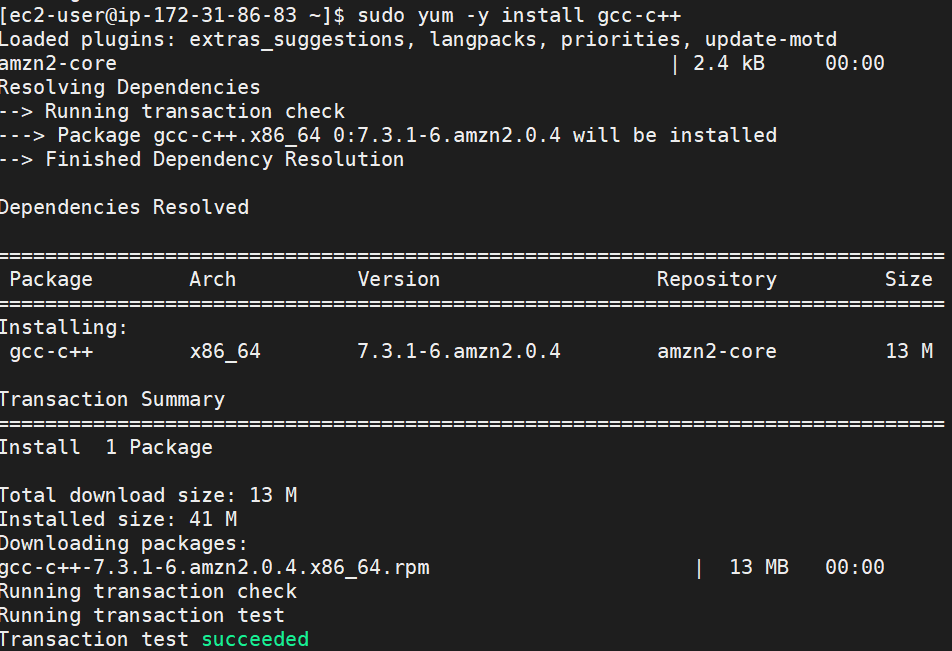 [ec2-user@ip-172-31-86-83 ~]$ sudo yum -y install gcc-c++
Loaded plugins: extras_suggestions, langpacks, priorities, update-motd
amzn2-core                                               | 2.4 kB     00:00
Resolving Dependencies
--> Running transaction check
---> Package gcc-c++.x86_64 0:7.3.1-6.amzn2.0.4 will be installed
--> Finished Dependency Resolution

Dependencies Resolved

===============================================================================
 Package        Arch          Version                  Repository         Size
===============================================================================
Installing:
 gcc-c++        x86_64        7.3.1-6.amzn2.0.4        amzn2-core         13 M

Transaction Summary
===============================================================================
Install  1 Package

Total download size: 13 M
Installed size: 41 M
Downloading packages:
gcc-c++-7.3.1-6.amzn2.0.4.x86_64.rpm                      |  13 MB   00:00
Running transaction check
Running transaction test
Transaction test succeeded